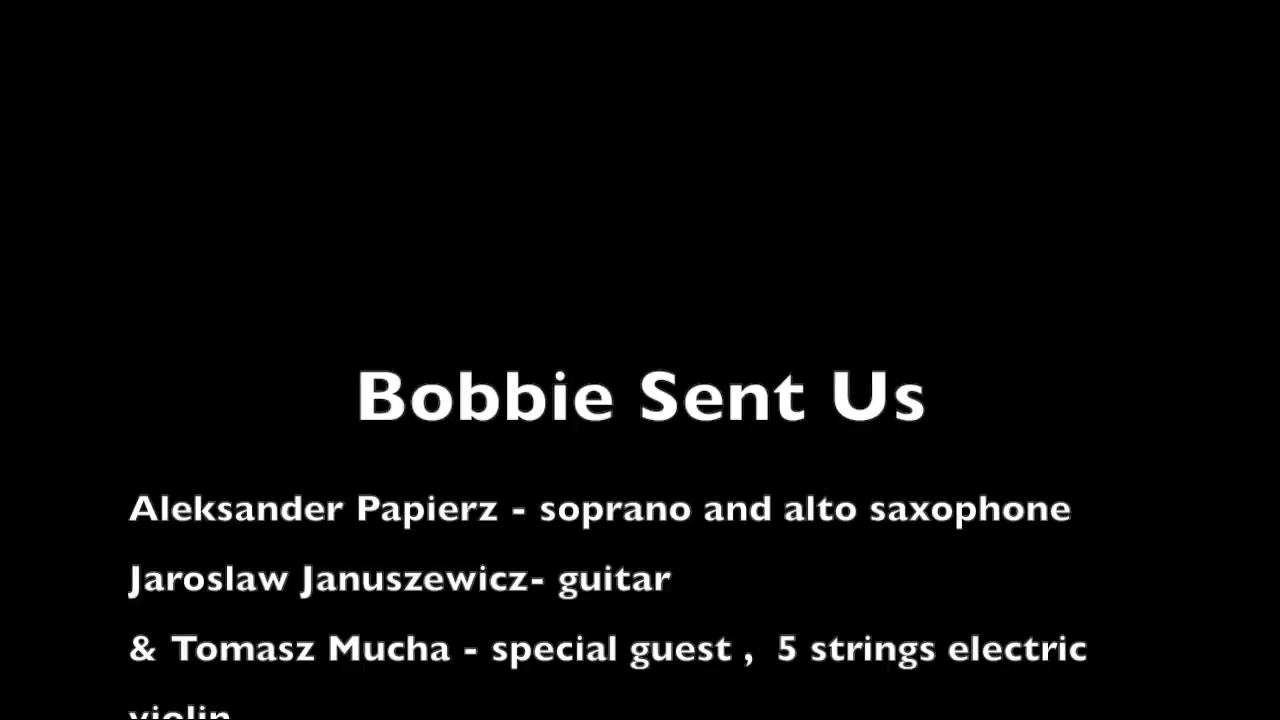 Bobbie Sent Us
Aleksander Papierz - soprano and alto saxophone
Jaroslaw Januszewicz- guitar
& Tomasz Mucha - special guest ,  5 strings electric
violin